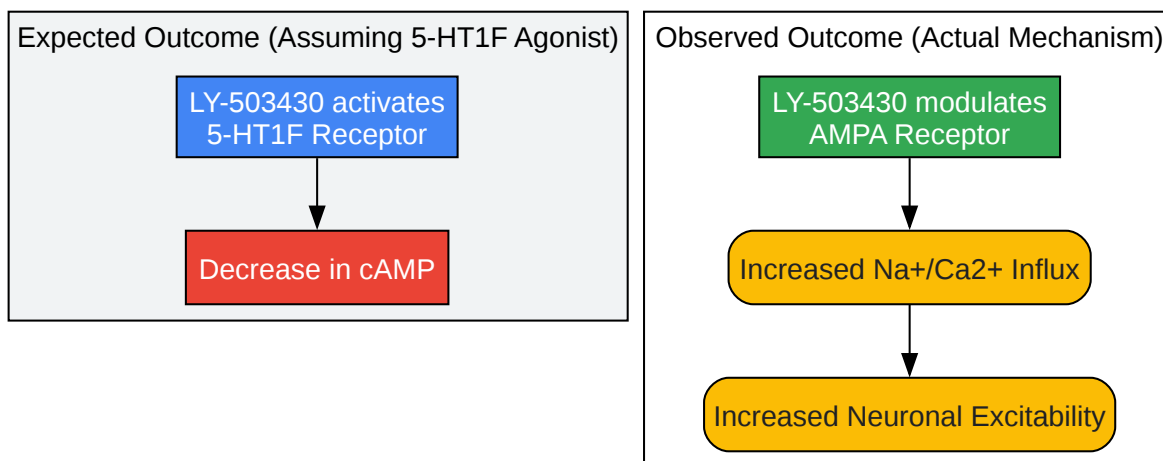 Expected Outcome (Assuming 5-HT1F Agonist)
LY-503430 activates
5-HT1F Receptor
Decrease in cAMP
Observed Outcome (Actual Mechanism)
LY-503430 modulates
AMPA Receptor
Increased Na+/Ca2+ Influx
Increased Neuronal Excitability